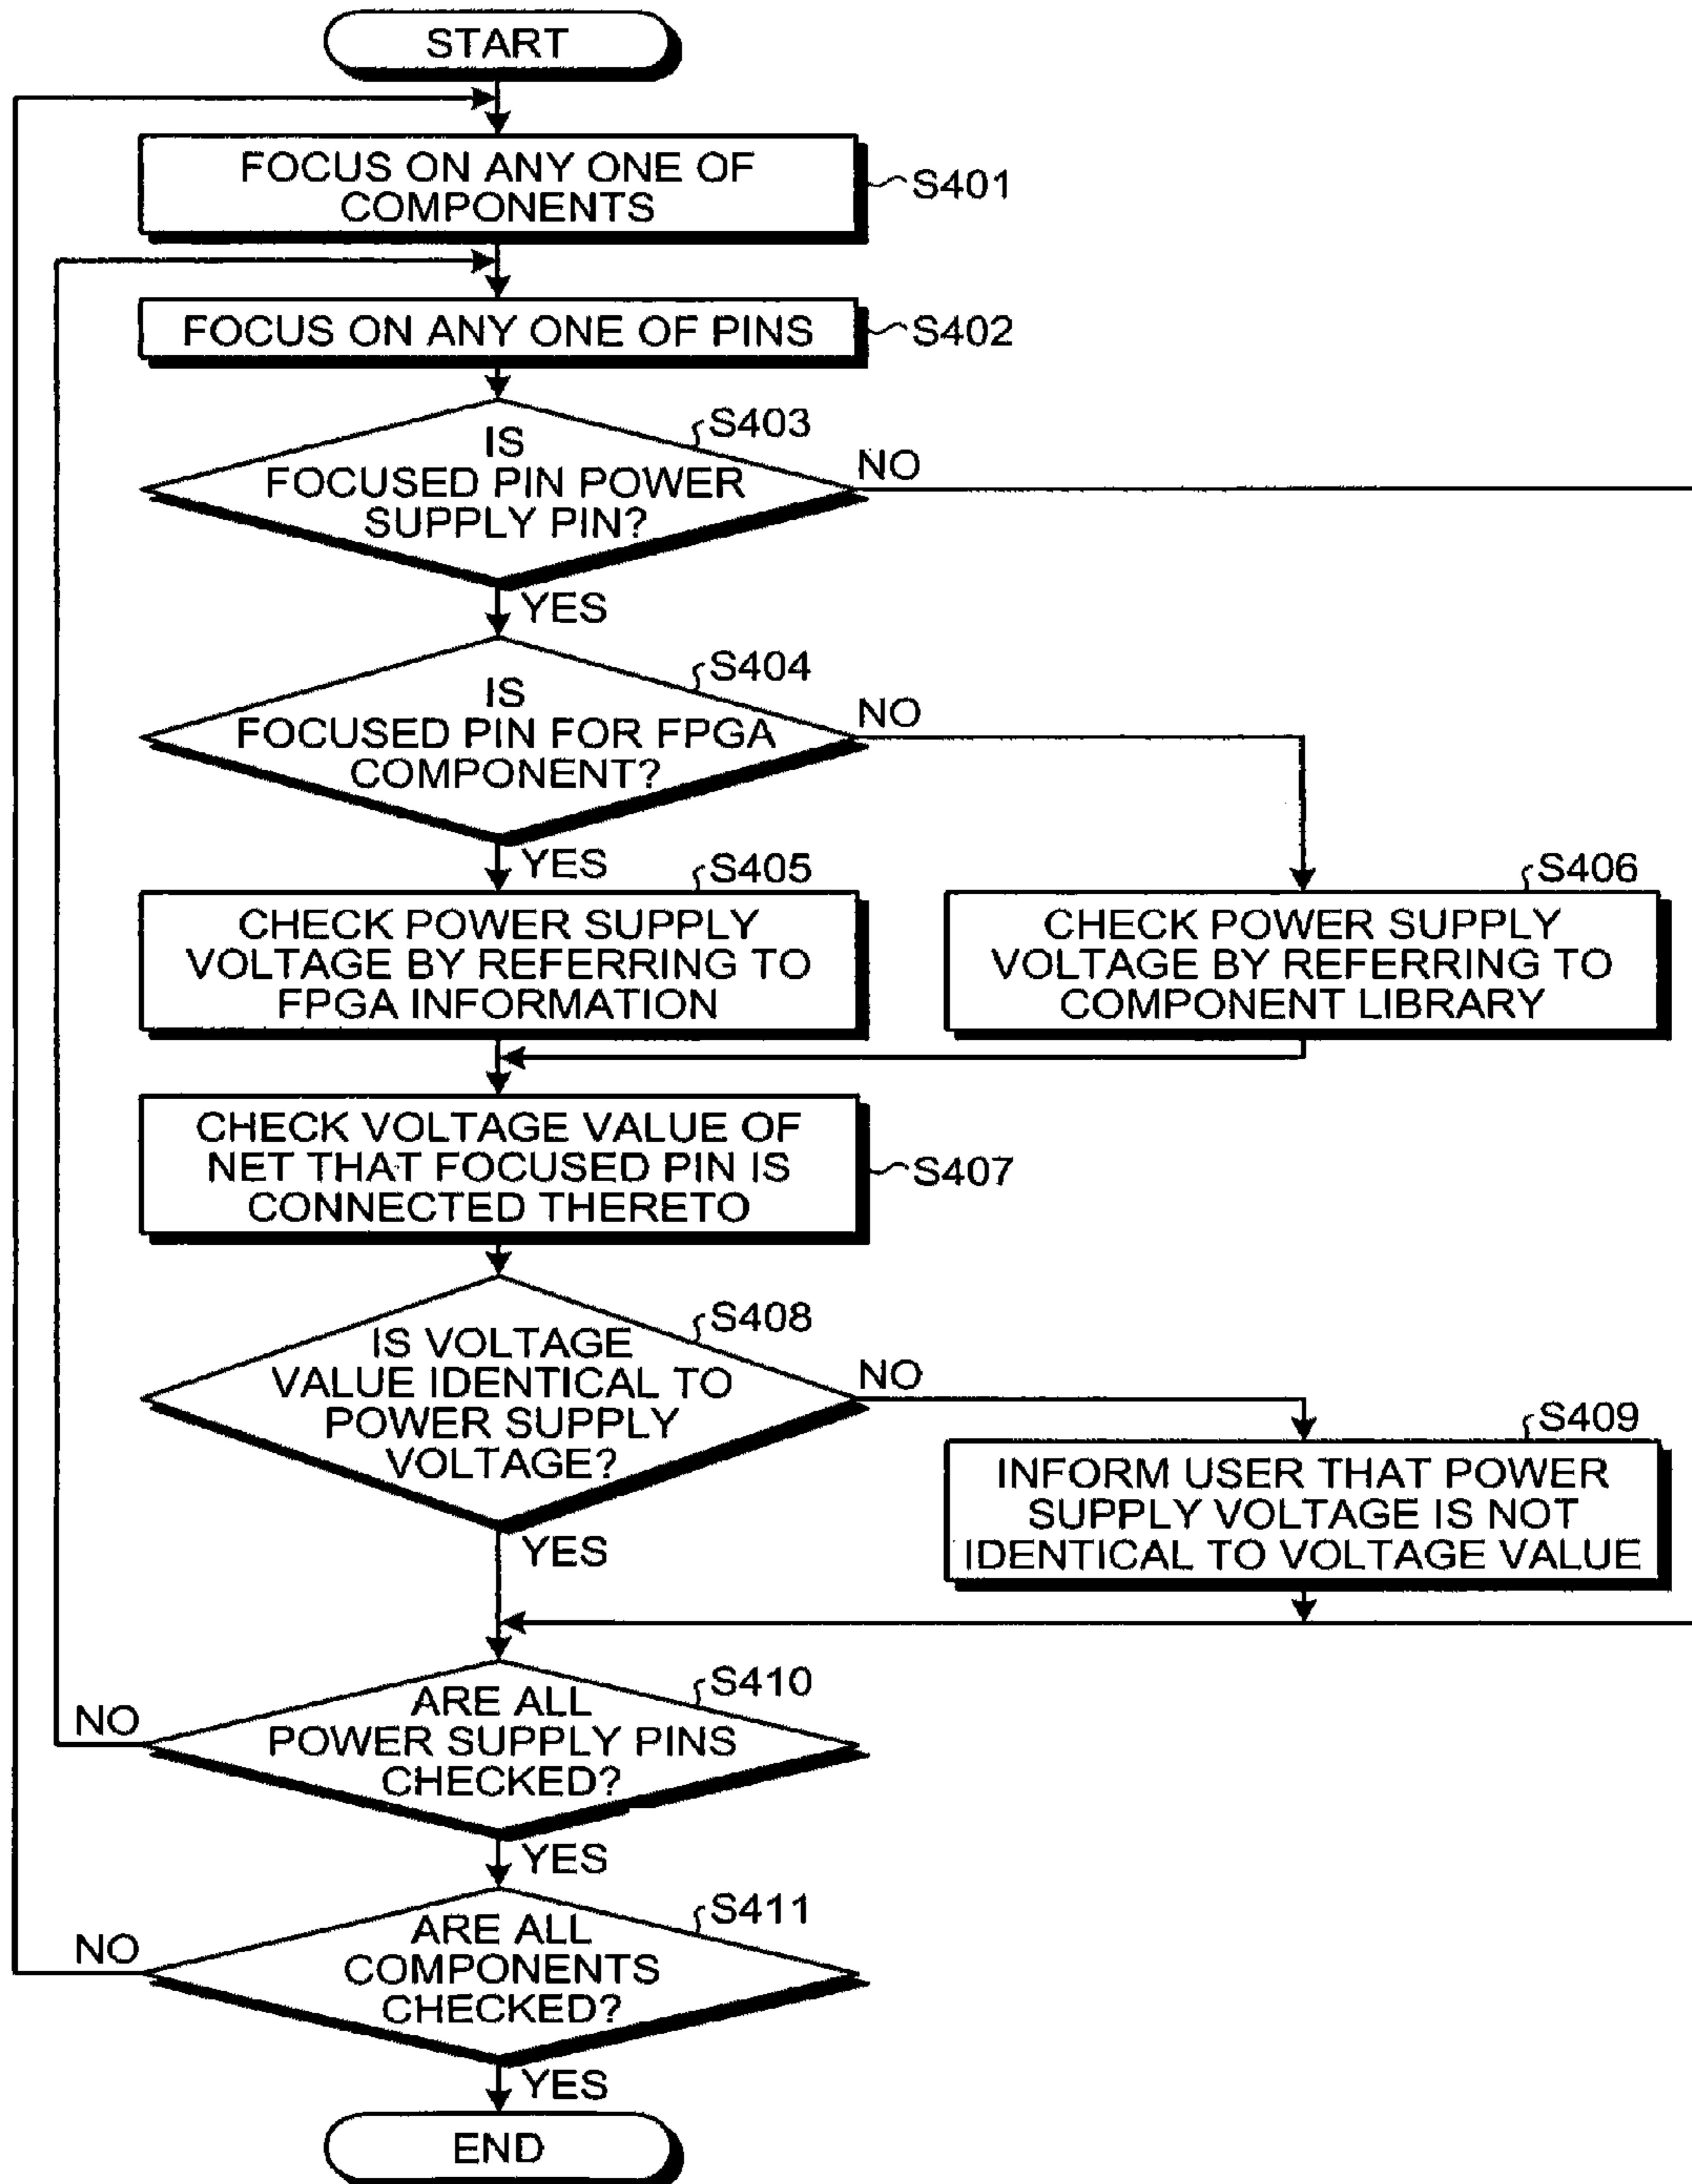 START
FOCUS ON ANY ONE OF
COMPONENTS
S401
FOCUS ON ANY ONE OF PINS
S402
S403
IS
FOCUSED PIN POWER
SUPPLY PIN?
NO
YES
S404
IS
FOCUSED PIN FOR FPGA
COMPONENT?
NO
YES
S405
CHECK POWER SUPPLY
VOLTAGE BY REFERRING TO
FPGA INFORMATION
S406
CHECK POWER SUPPLY
VOLTAGE BY REFERRING TO
COMPONENT LIBRARY
CHECK VOLTAGE VALUE OF
NET THAT FOCUSED PIN IS
CONNECTED THERETO
S407
S408
IS VOLTAGE
VALUE IDENTICAL TO
POWER SUPPLY
VOLTAGE?
NO
YES
S409
INFORM USER THAT POWER
SUPPLY VOLTAGE IS NOT
IDENTICAL TO VOLTAGE VALUE
S410
ARE ALL
POWER SUPPLY PINS
CHECKED?
NO
YES
S411
ARE ALL
COMPONENTS
CHECKED?
NO
YES
END